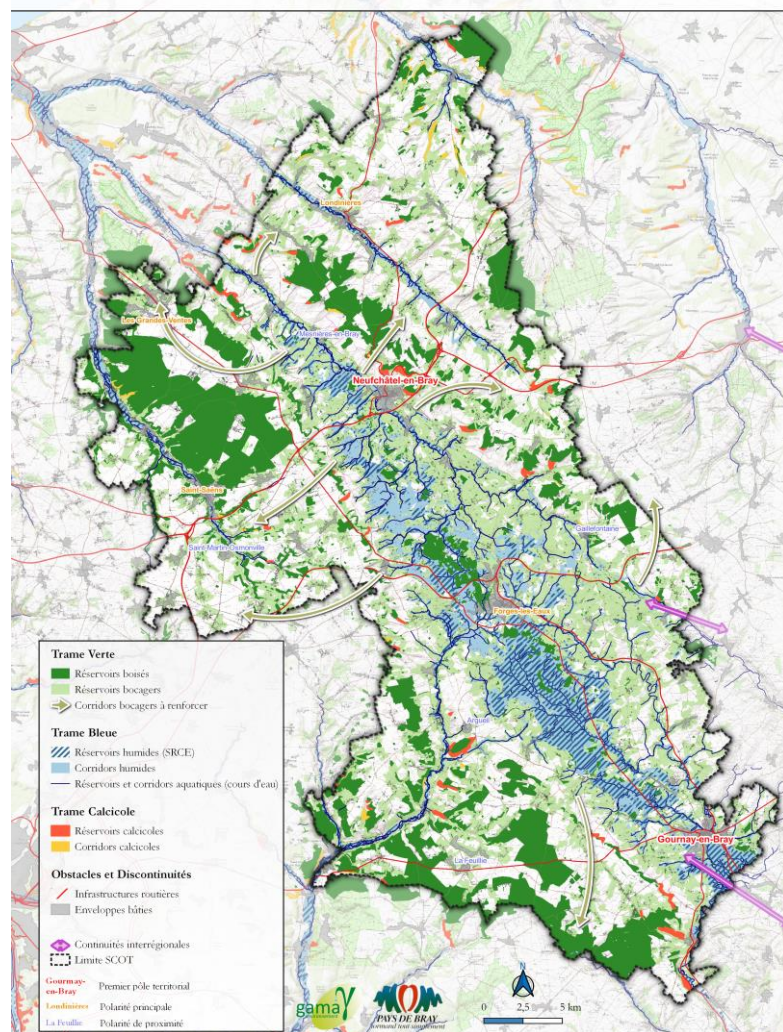 Londinières
Les Grandes-Ventes
Mesnières-en-Bray
Neufchâtel-en-Bray
Saint-Saëns
Saint-Martin-Osmonville
Gaillefontaine
Forges-les-Eaux
Argueil
La Feuillie
Gournay-en-Bray
Trame Verte
Réservoirs boisés
Réservoirs bocagers
Corridors bocagers à renforcer
Trame Bleue
Réservoirs humides (SRCE)
Corridors humides
Réservoirs et corridors aquatiques (cours d'eau)
Trame Calcicole
Réservoirs calcicoles
Corridors calcicoles
Obstacles et Discontinuités
Infrastructures routières
Enveloppes bâties
Continuités interrégionales
Limite SCOT
Gournay-
en-Bray
Premier pôle territorial
Londinières
Polarité principale
La Feuillie
Polarité de proximité
gama
PAYS DE BRAY
normand tout simplement
N
0 2,5 5 km